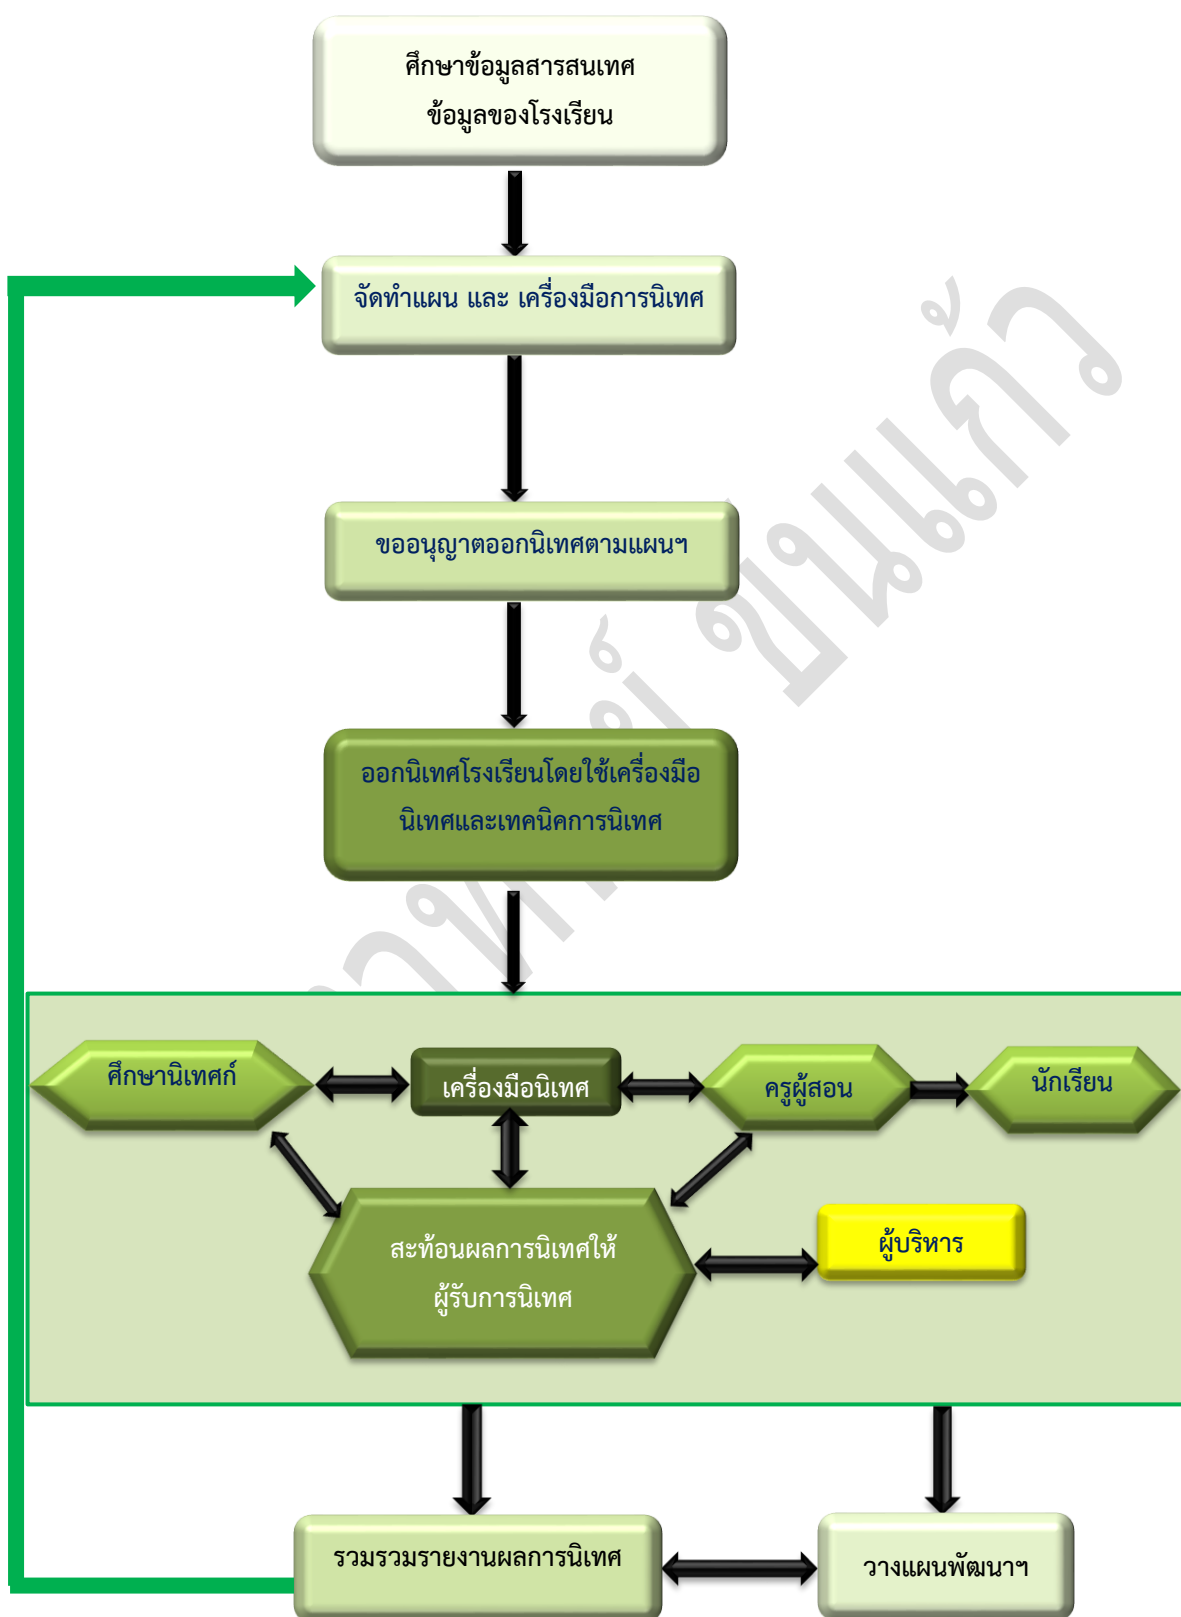 ศึกษาข้อมูลสารสนเทศ
ข้อมูลของโรงเรียน
จัดทำแผน และ เครื่องมือการนิเทศ
ขออนุญาตออกนิเทศตามแผนฯ
ออกนิเทศโรงเรียนโดยใช้เครื่องมือ
นิเทศและเทคนิคการนิเทศ
ศึกษานิเทศก์
เครื่องมือนิเทศ
ครูผู้สอน
นักเรียน
สะท้อนผลการนิเทศให้
ผู้รับการนิเทศ
ผู้บริหาร
รวมรวมรายงานผลการนิเทศ
วางแผนพัฒนาฯ
ขนแก้ว